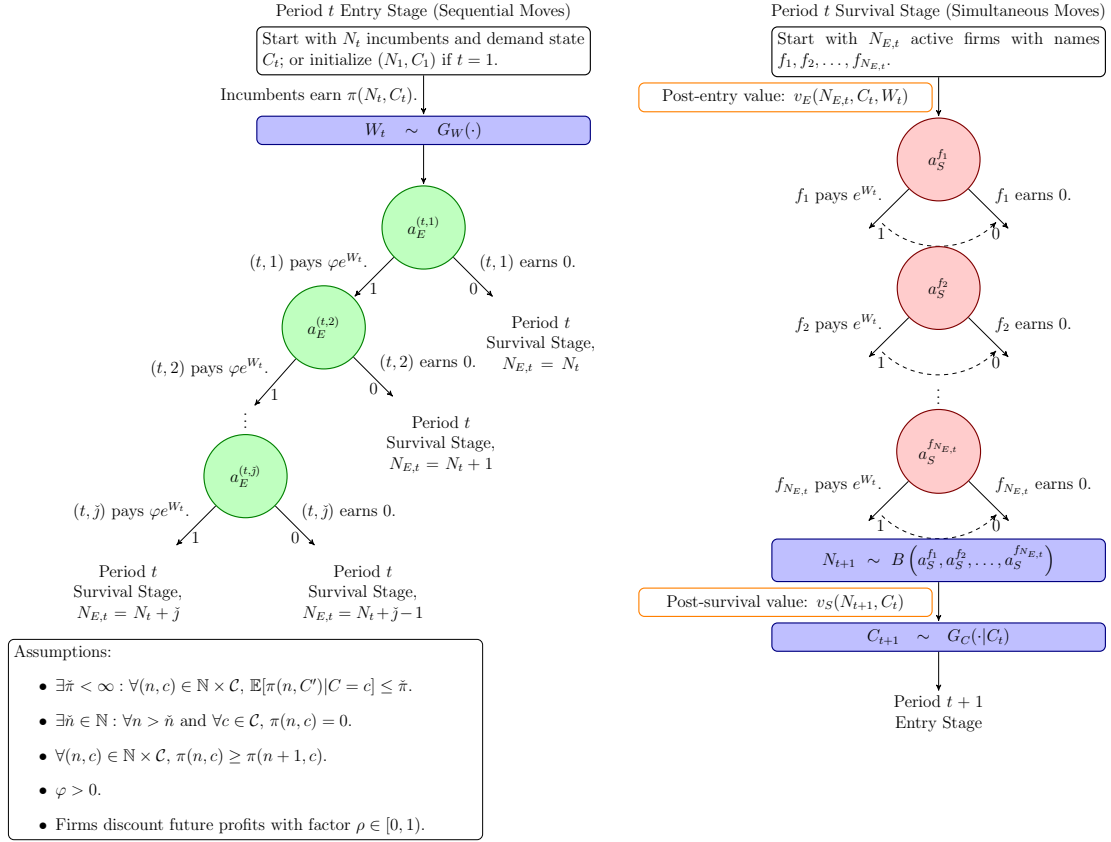 Period t Entry Stage (Sequential Moves)
Start with N_t incumbents and demand state
C_t; or initialize (N_1, C_1) if t = 1.
Incumbents earn π(N_t, C_t).
W_t ∼ G_W(·)
a_E^{(t,1)}
(t, 1) pays φe^{W_t}.
(t, 1) earns 0.
1
0
a_E^{(t,2)}
Period t
Survival Stage,
N_{E,t} = N_t
(t, 2) pays φe^{W_t}.
(t, 2) earns 0.
1
0
⋮
Period t
Survival Stage,
N_{E,t} = N_t + 1
a_E^{(t,ǰ)}
(t, ǰ) pays φe^{W_t}.
(t, ǰ) earns 0.
1
0
Period t
Survival Stage,
N_{E,t} = N_t + ǰ
Period t
Survival Stage,
N_{E,t} = N_t + ǰ − 1
Assumptions:
• ∃π̌ < ∞ : ∀(n, c) ∈ ℕ × 𝒞, 𝔼[π(n, C′)|C = c] ≤ π̌.
• ∃ň ∈ ℕ : ∀n > ň and ∀c ∈ 𝒞, π(n, c) = 0.
• ∀(n, c) ∈ ℕ × 𝒞, π(n, c) ≥ π(n + 1, c).
• φ > 0.
• Firms discount future profits with factor ρ ∈ [0, 1).
Period t Survival Stage (Simultaneous Moves)
Start with N_{E,t} active firms with names
f_1, f_2, . . . , f_{N_{E,t}}.
Post-entry value: v_E(N_{E,t}, C_t, W_t)
a_S^{f_1}
f_1 pays e^{W_t}.
f_1 earns 0.
1
0
a_S^{f_2}
f_2 pays e^{W_t}.
f_2 earns 0.
1
0
⋮
a_S^{f_{N_{E,t}}}
f_{N_{E,t}} pays e^{W_t}.
f_{N_{E,t}} earns 0.
1
0
N_{t+1} ∼ B(a_S^{f_1}, a_S^{f_2}, . . . , a_S^{f_{N_{E,t}}})
Post-survival value: v_S(N_{t+1}, C_t)
C_{t+1} ∼ G_C(·|C_t)
Period t + 1
Entry Stage